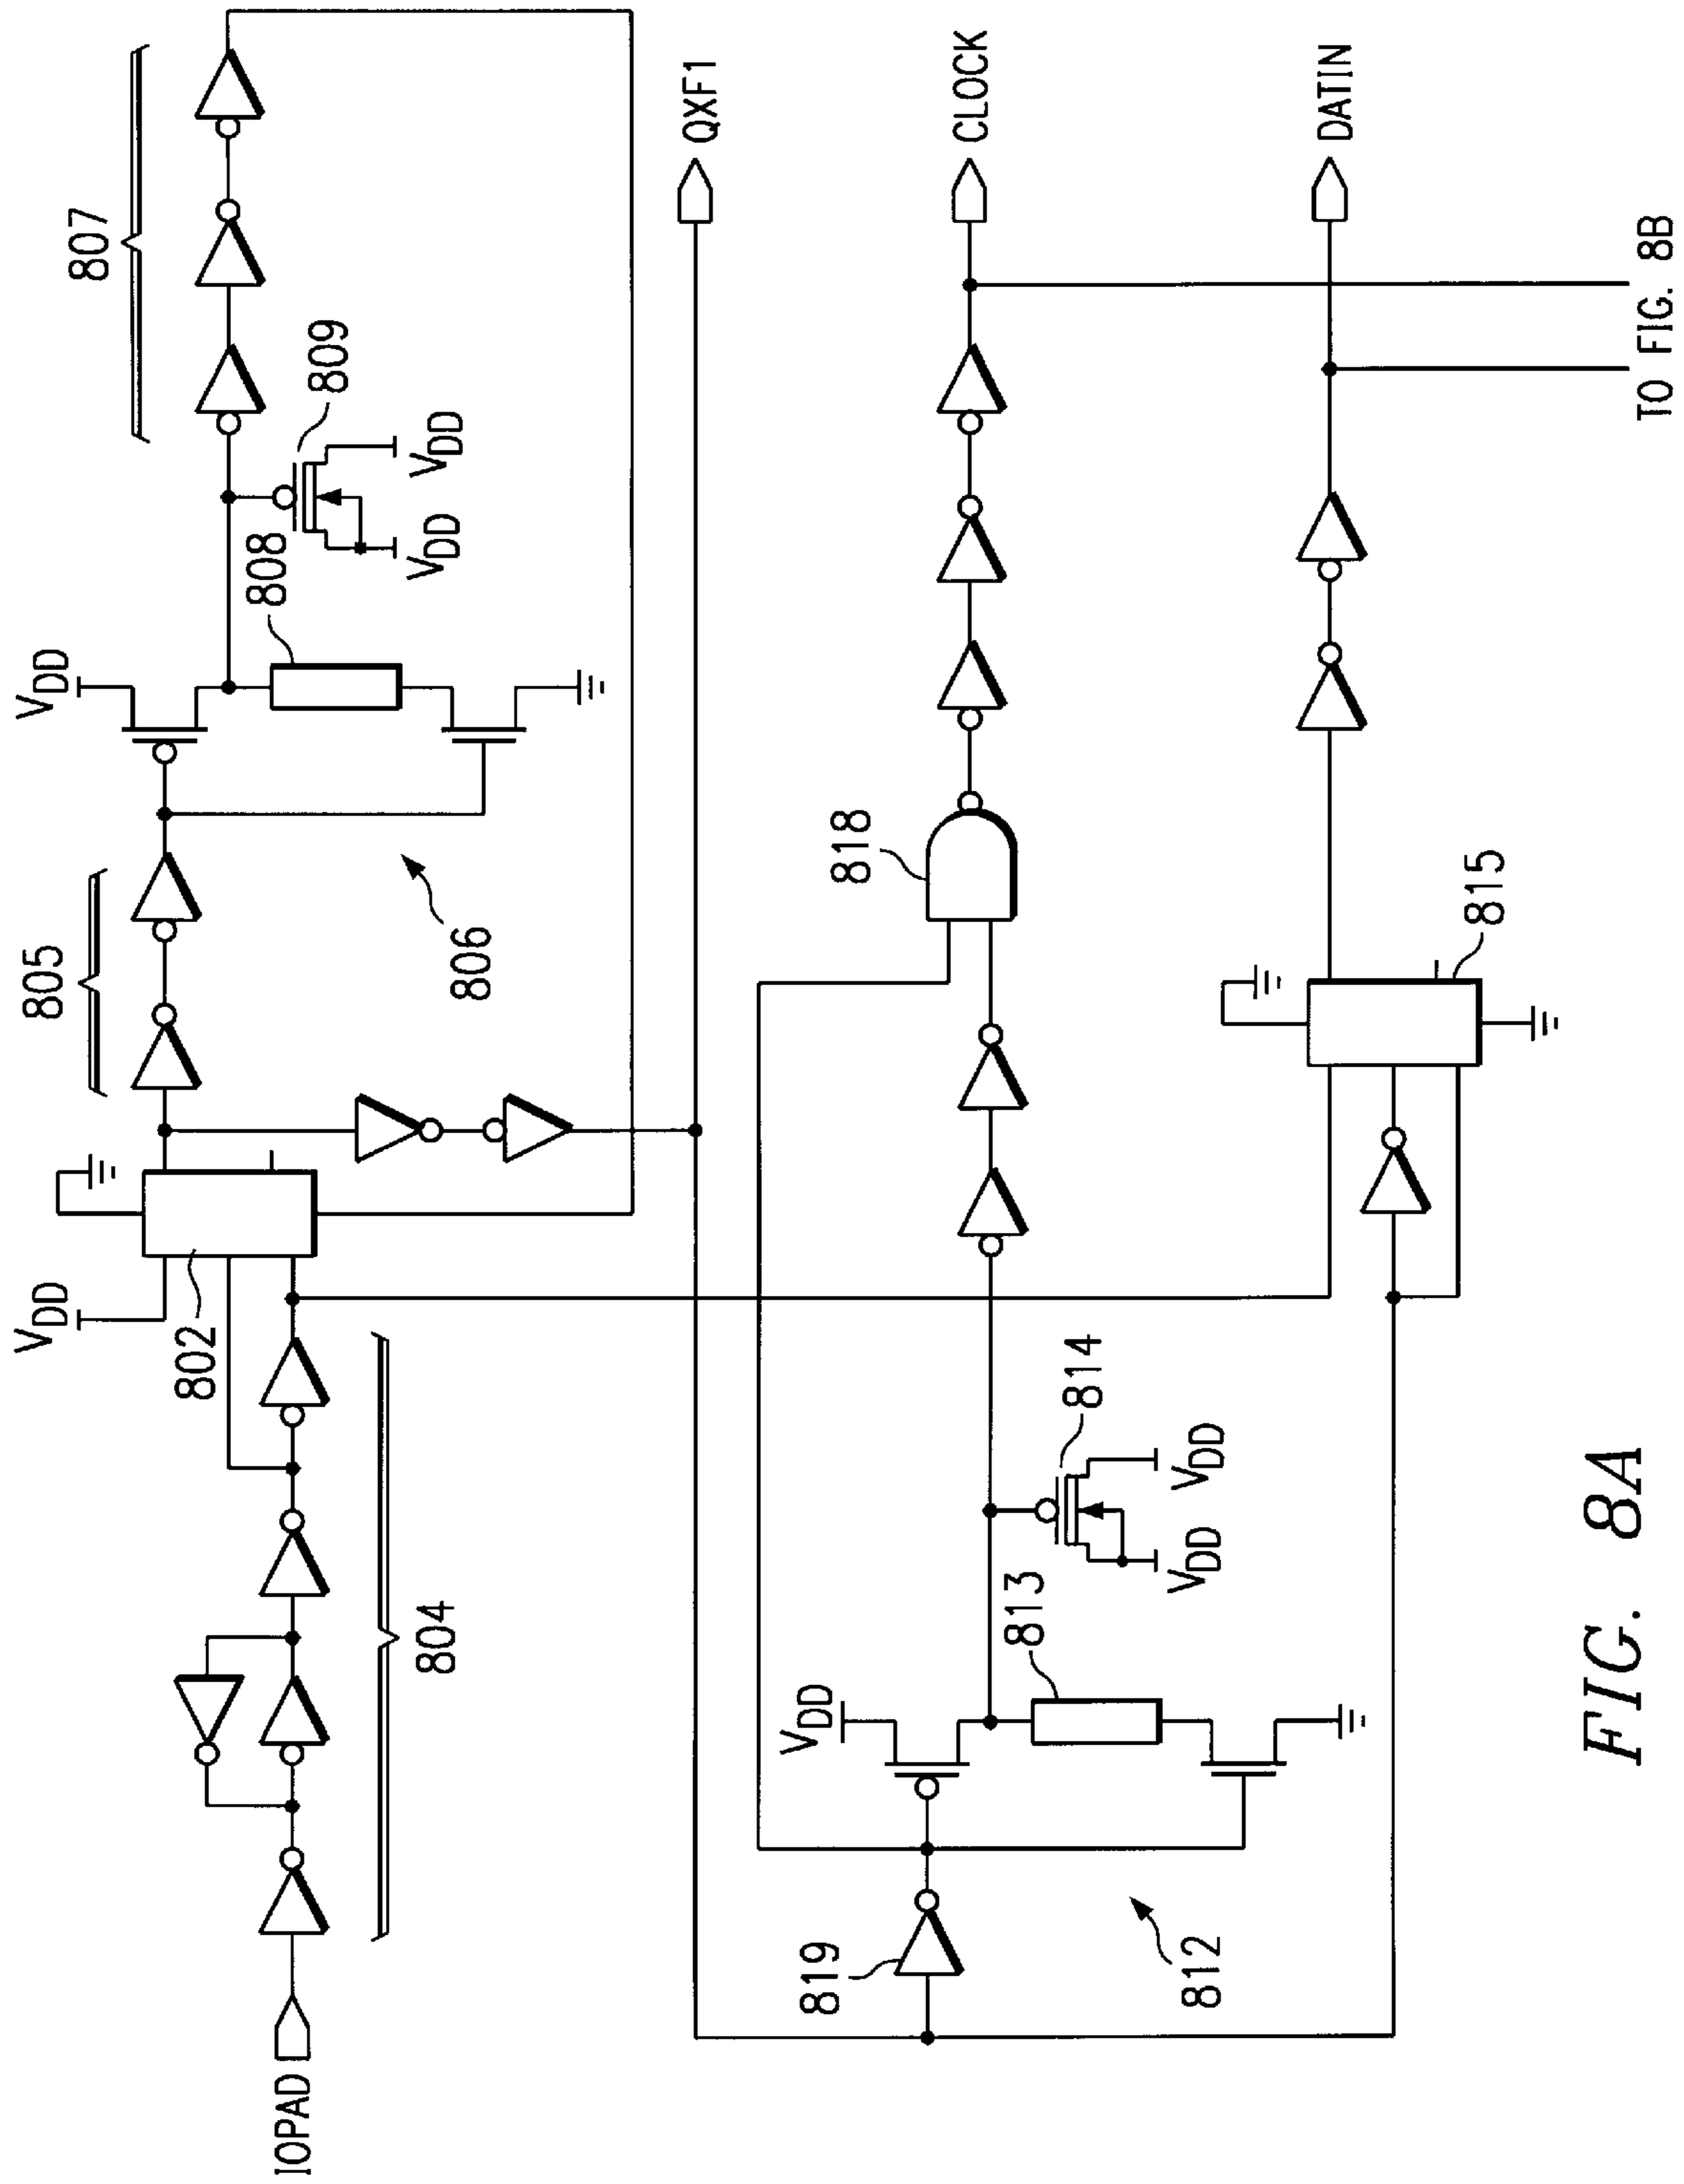 VDD
805
VDD
807
802
808
IOPAD
809
804
VDD
VDD
806
QXF1
VDD
819
818
CLOCK
813
814
VDD
VDD
812
DATIN
815
FIG. 8A
TO FIG. 8B